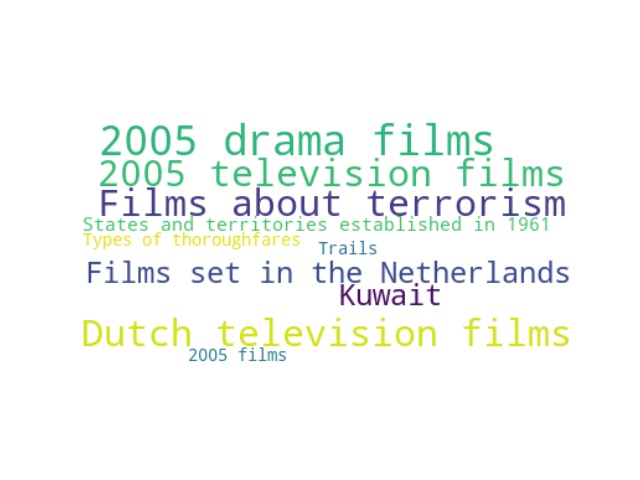 2005 drama films
2005 television films
Films about terrorism
States and territories established in 1961
Types of thoroughfares
Trails
Films set in the Netherlands
Kuwait
Dutch television films
2005 films